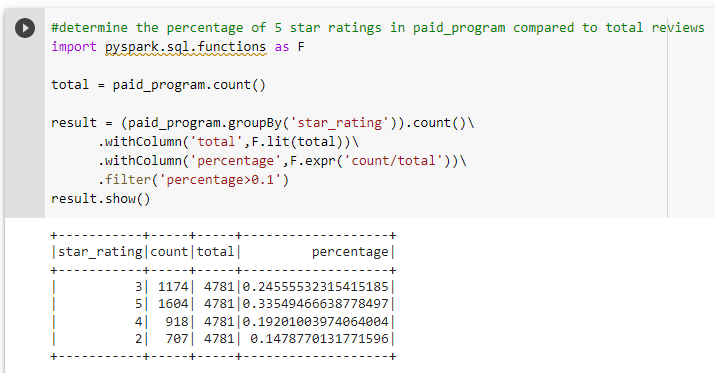 #determine the percentage of 5 star ratings in paid_program compared to total reviews
import pyspark.sql.functions as F
total = paid_program.count()
result = (paid_program.groupBy('star_rating')).count()\
.withColumn('total',F.lit(total))\
.withColumn('percentage',F.expr('count/total'))\
.filter('percentage>0.1')
result.show()
+-----------+-----+-----+-------------------+
|star_rating|count|total|         percentage|
+-----------+-----+-----+-------------------+
|          3| 1174| 4781|0.24555532315415185|
|          5| 1604| 4781|0.33549466638778497|
|          4|  918| 4781|0.19201003974064004|
|          2|  707| 4781| 0.1478770131771596|
+-----------+-----+-----+-------------------+